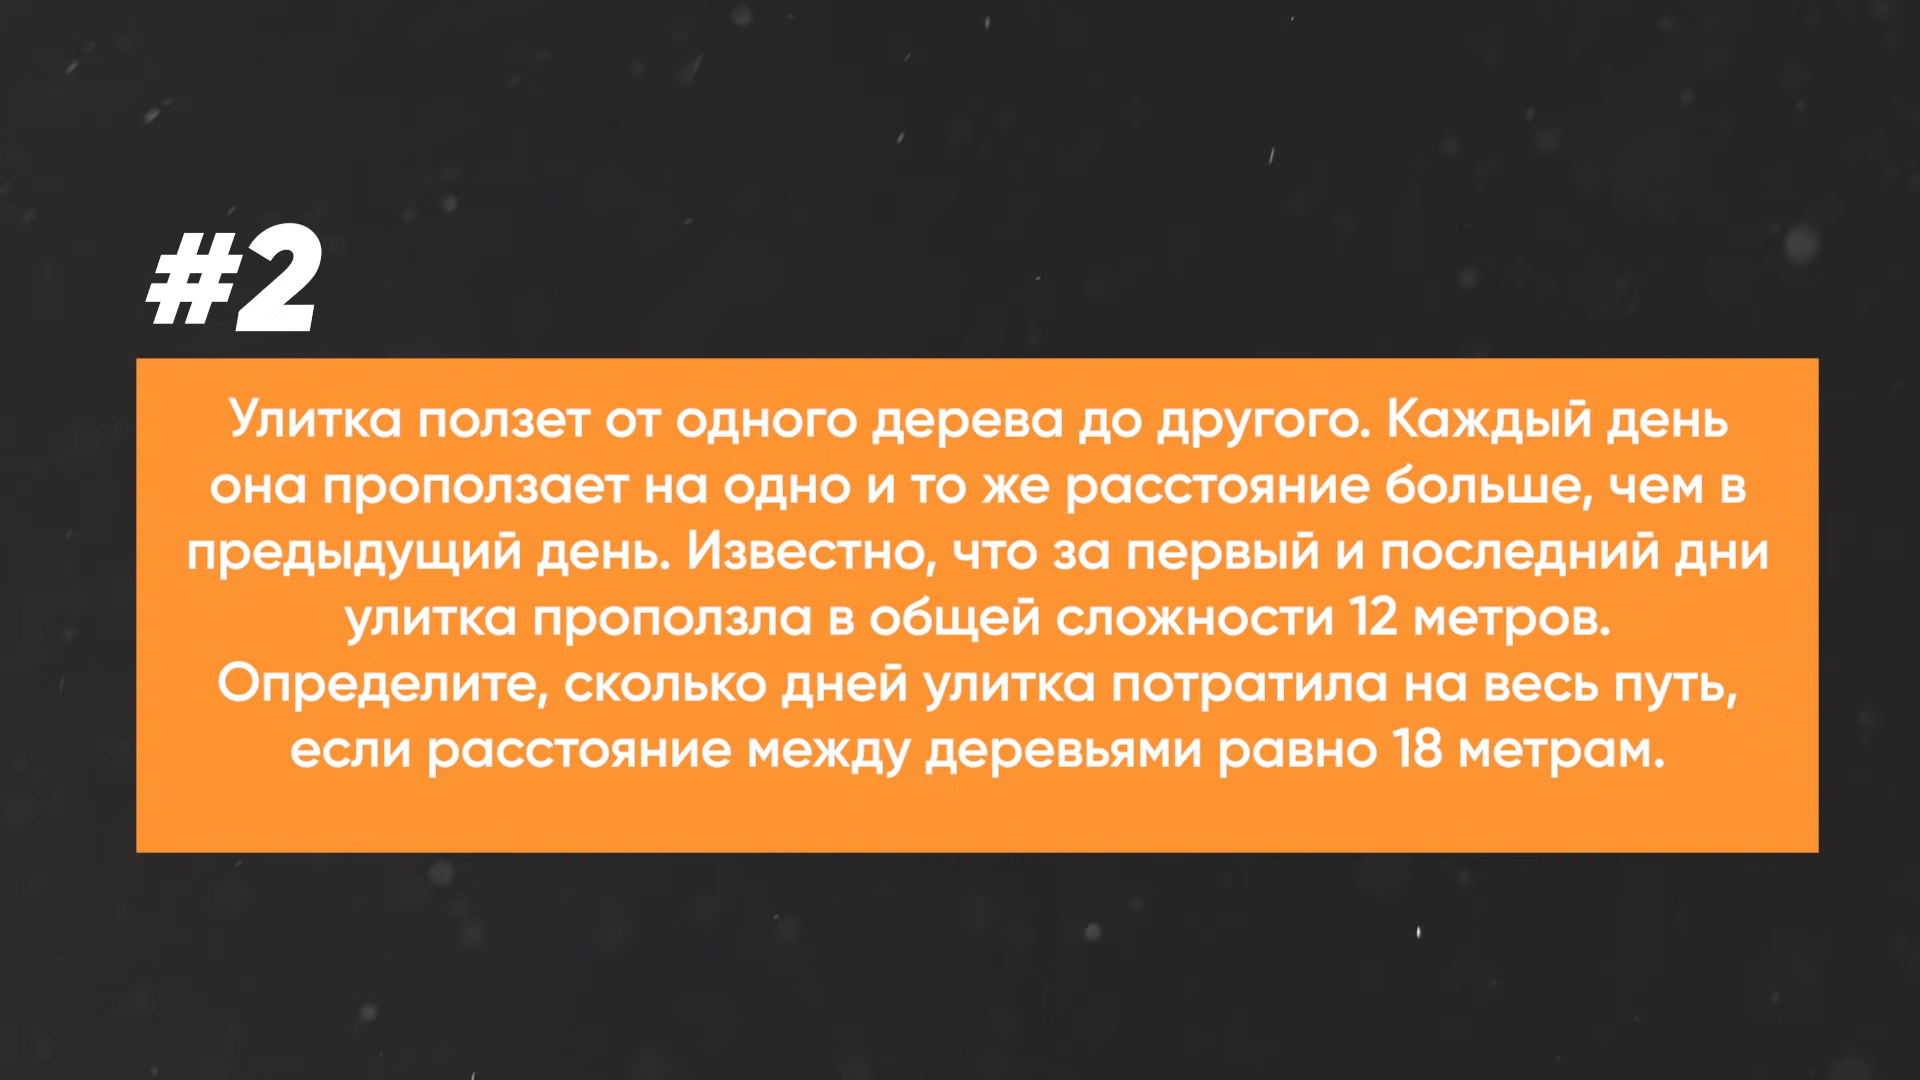 #2
Улитка ползет от одного дерева до другого. Каждый день
она проползает на одно и то же расстояние больше, чем в
предыдущий день. Известно, что за первый и последний дни
улитка проползла в общей сложности 12 метров.
Определите, сколько дней улитка потратила на весь путь,
если расстояние между деревьями равно 18 метрам.